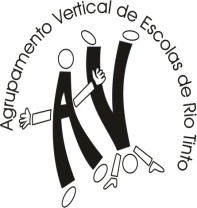 Agrupamento Vertical de Escolas de Rio Tinto
AV